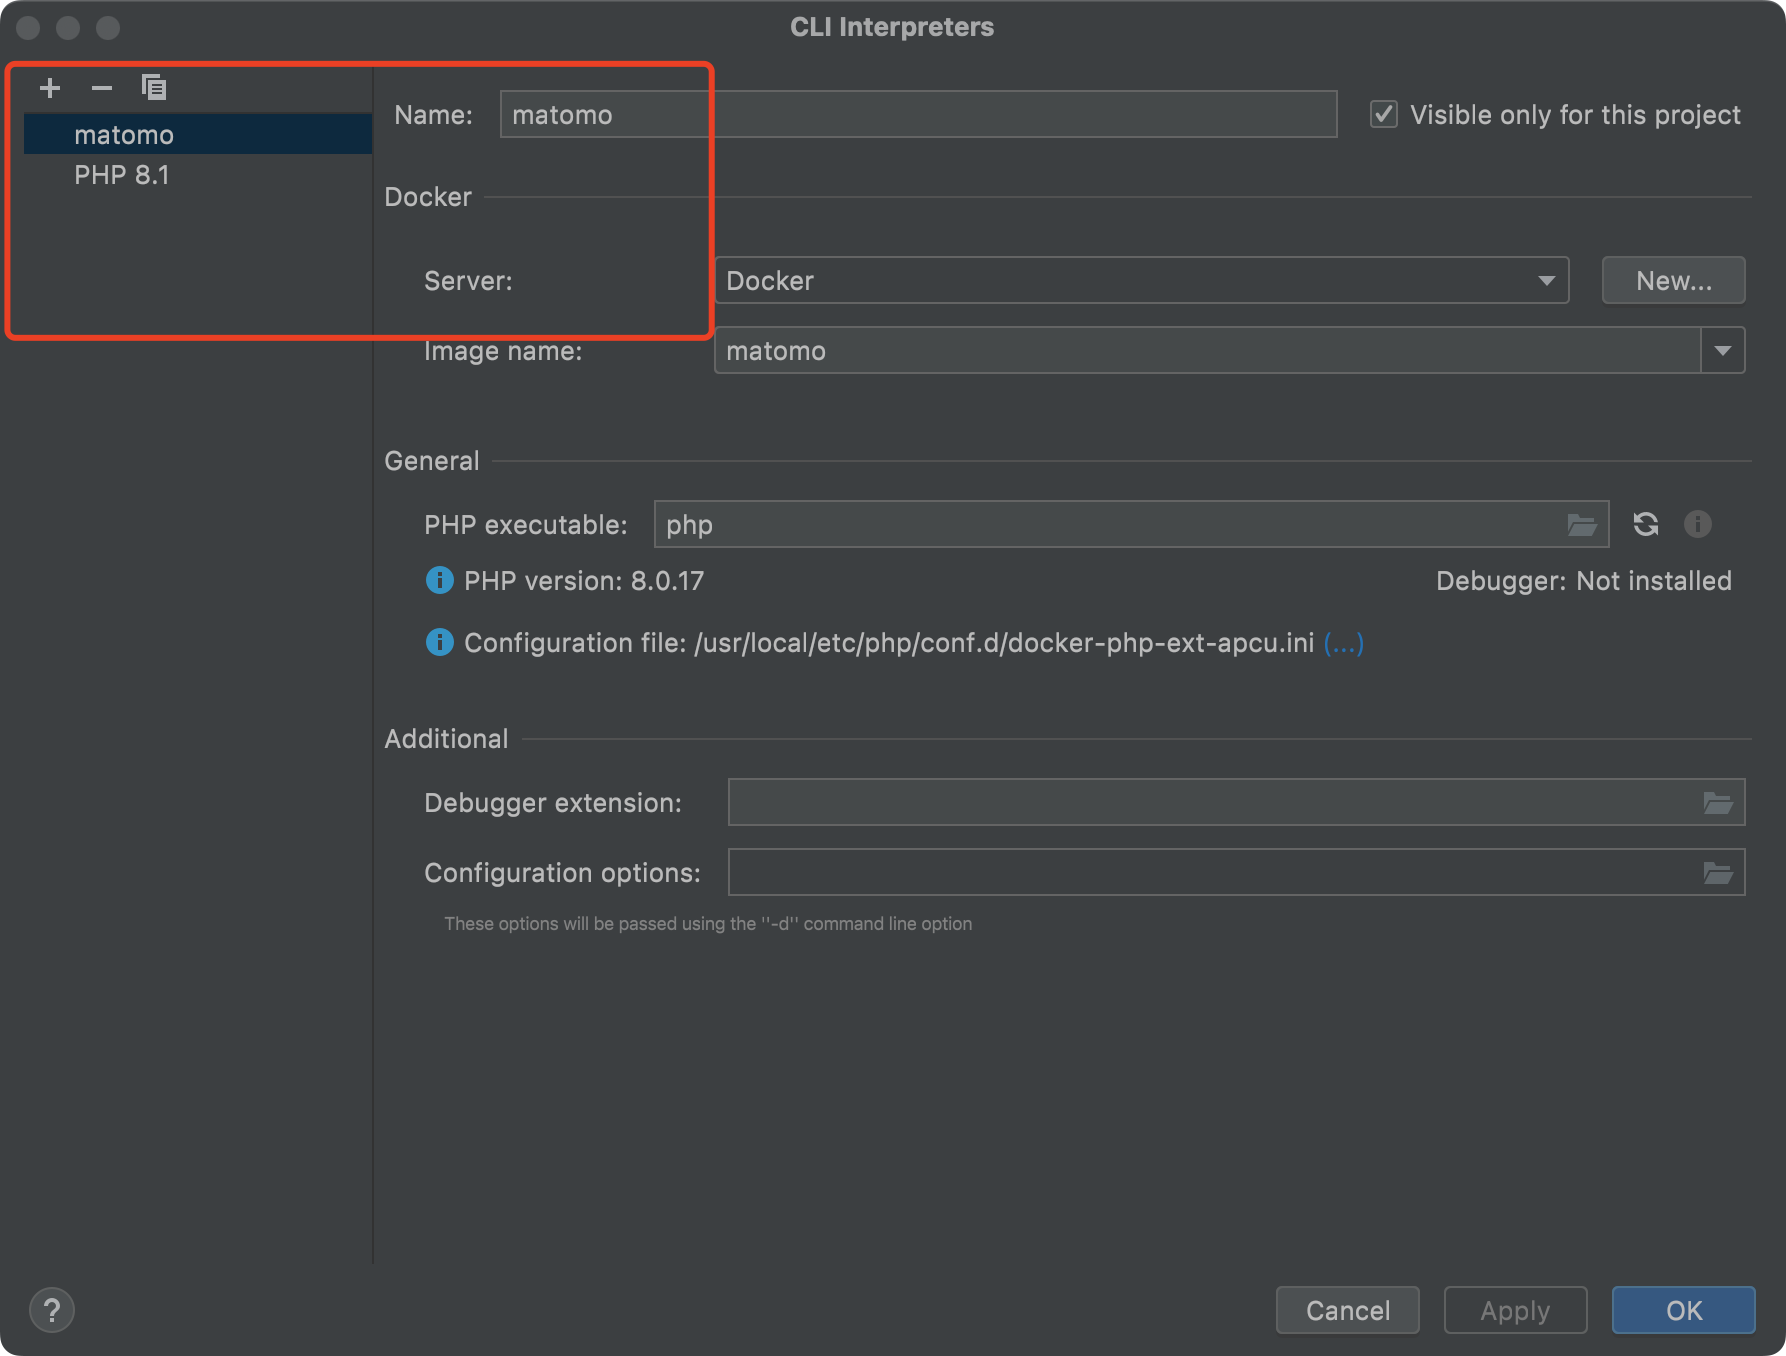 CLI Interpreters
matomo
PHP 8.1
Name: matomo Visible only for this project
Docker
Server: Docker New...
Image name: matomo
General
PHP executable: php
PHP version: 8.0.17 Debugger: Not installed
Configuration file: /usr/local/etc/php/conf.d/docker-php-ext-apcu.ini (...)
Additional
Debugger extension:
Configuration options:
These options will be passed using the ''-d'' command line option
? Cancel Apply OK